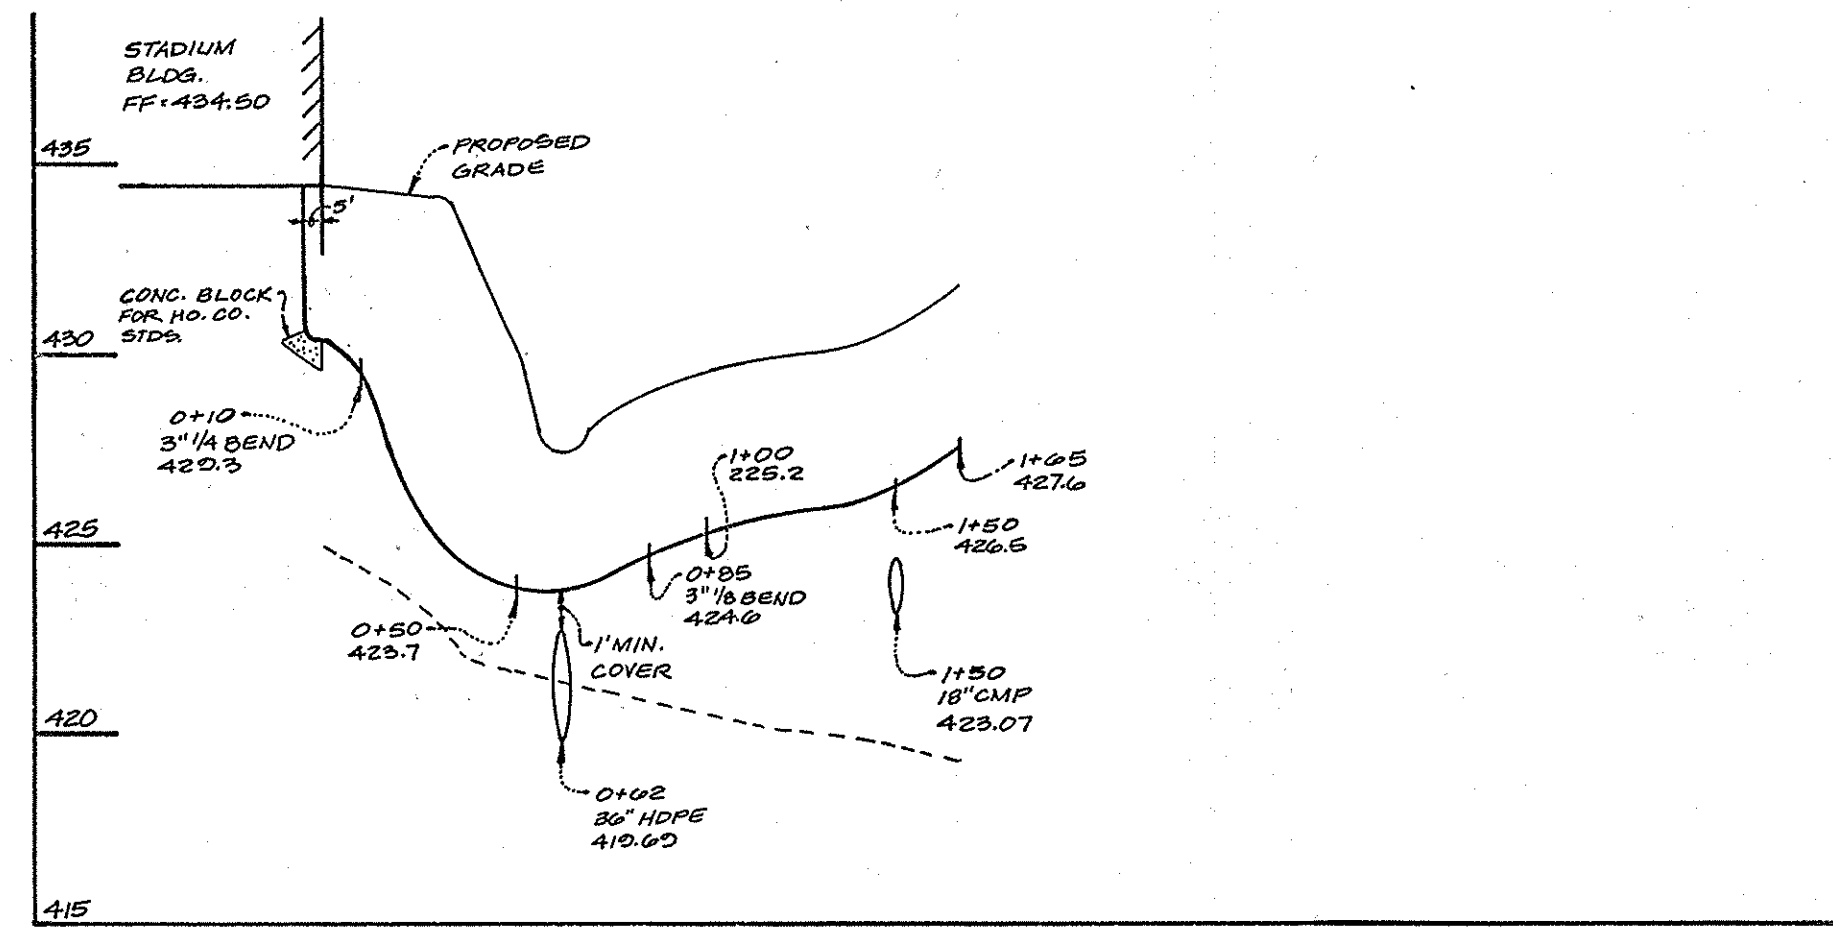 STADIUM
BLDG.
FF=434.50
435
PROPOSED
GRADE
5'
CONC. BLOCK
FOR HO. CO.
STDS.
430
0+10
3" 1/4 BEND
429.3
1+00
225.2
1+65
427.6
425
1+50
426.5
0+85
3" 1/8 BEND
424.6
0+50
423.7
1' MIN.
COVER
1+50
18" CMP
423.07
420
0+62
36" HDPE
419.69
415